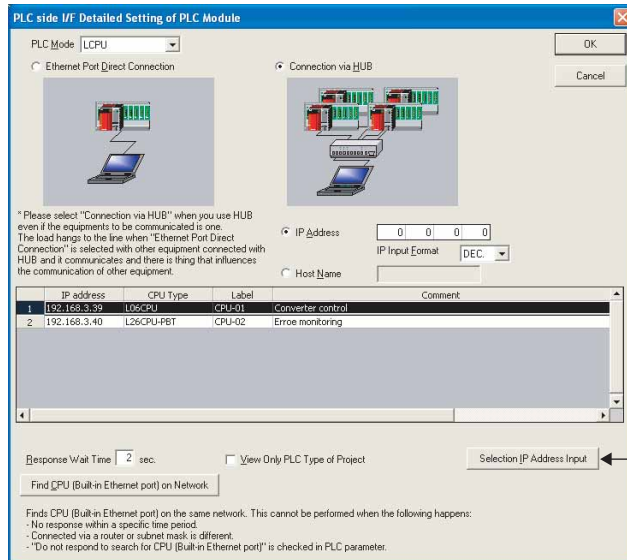 PLC side I/F Detailed Setting of PLC Module
PLC Mode LCPU
OK
Ethernet Port Direct Connection
Connection via HUB
Cancel
* Please select "Connection via HUB" when you use HUB
even if the equipments to be communicated is one.
The load hangs to the line when "Ethernet Port Direct
Connection" is selected with other equipment connected with
HUB and it communicates and there is thing that influences
the communication of other equipment.
IP Address 0 0 0 0
IP Input Format DEC.
Host Name
IP address CPU Type Label Comment
1 192.168.3.39 L06CPU CPU-01 Converter control
2 192.168.3.40 L26CPU-PBT CPU-02 Erroe monitoring
Response Wait Time 2 sec.
View Only PLC Type of Project
Selection IP Address Input
Find CPU (Built-in Ethernet port) on Network
Finds CPU (Built-in Ethernet port) on the same network. This cannot be performed when the following happens:
- No response within a specific time period.
- Connected via a router or subnet mask is different.
- "Do not respond to search for CPU (Built-in Ethernet port)" is checked in PLC parameter.